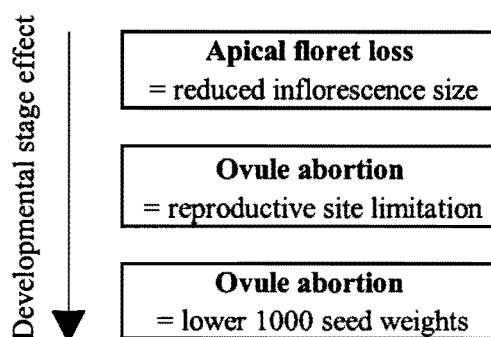 Developmental stage effect
Apical floret loss
= reduced inflorescence size
Ovule abortion
= reproductive site limitation
Ovule abortion
= lower 1000 seed weights